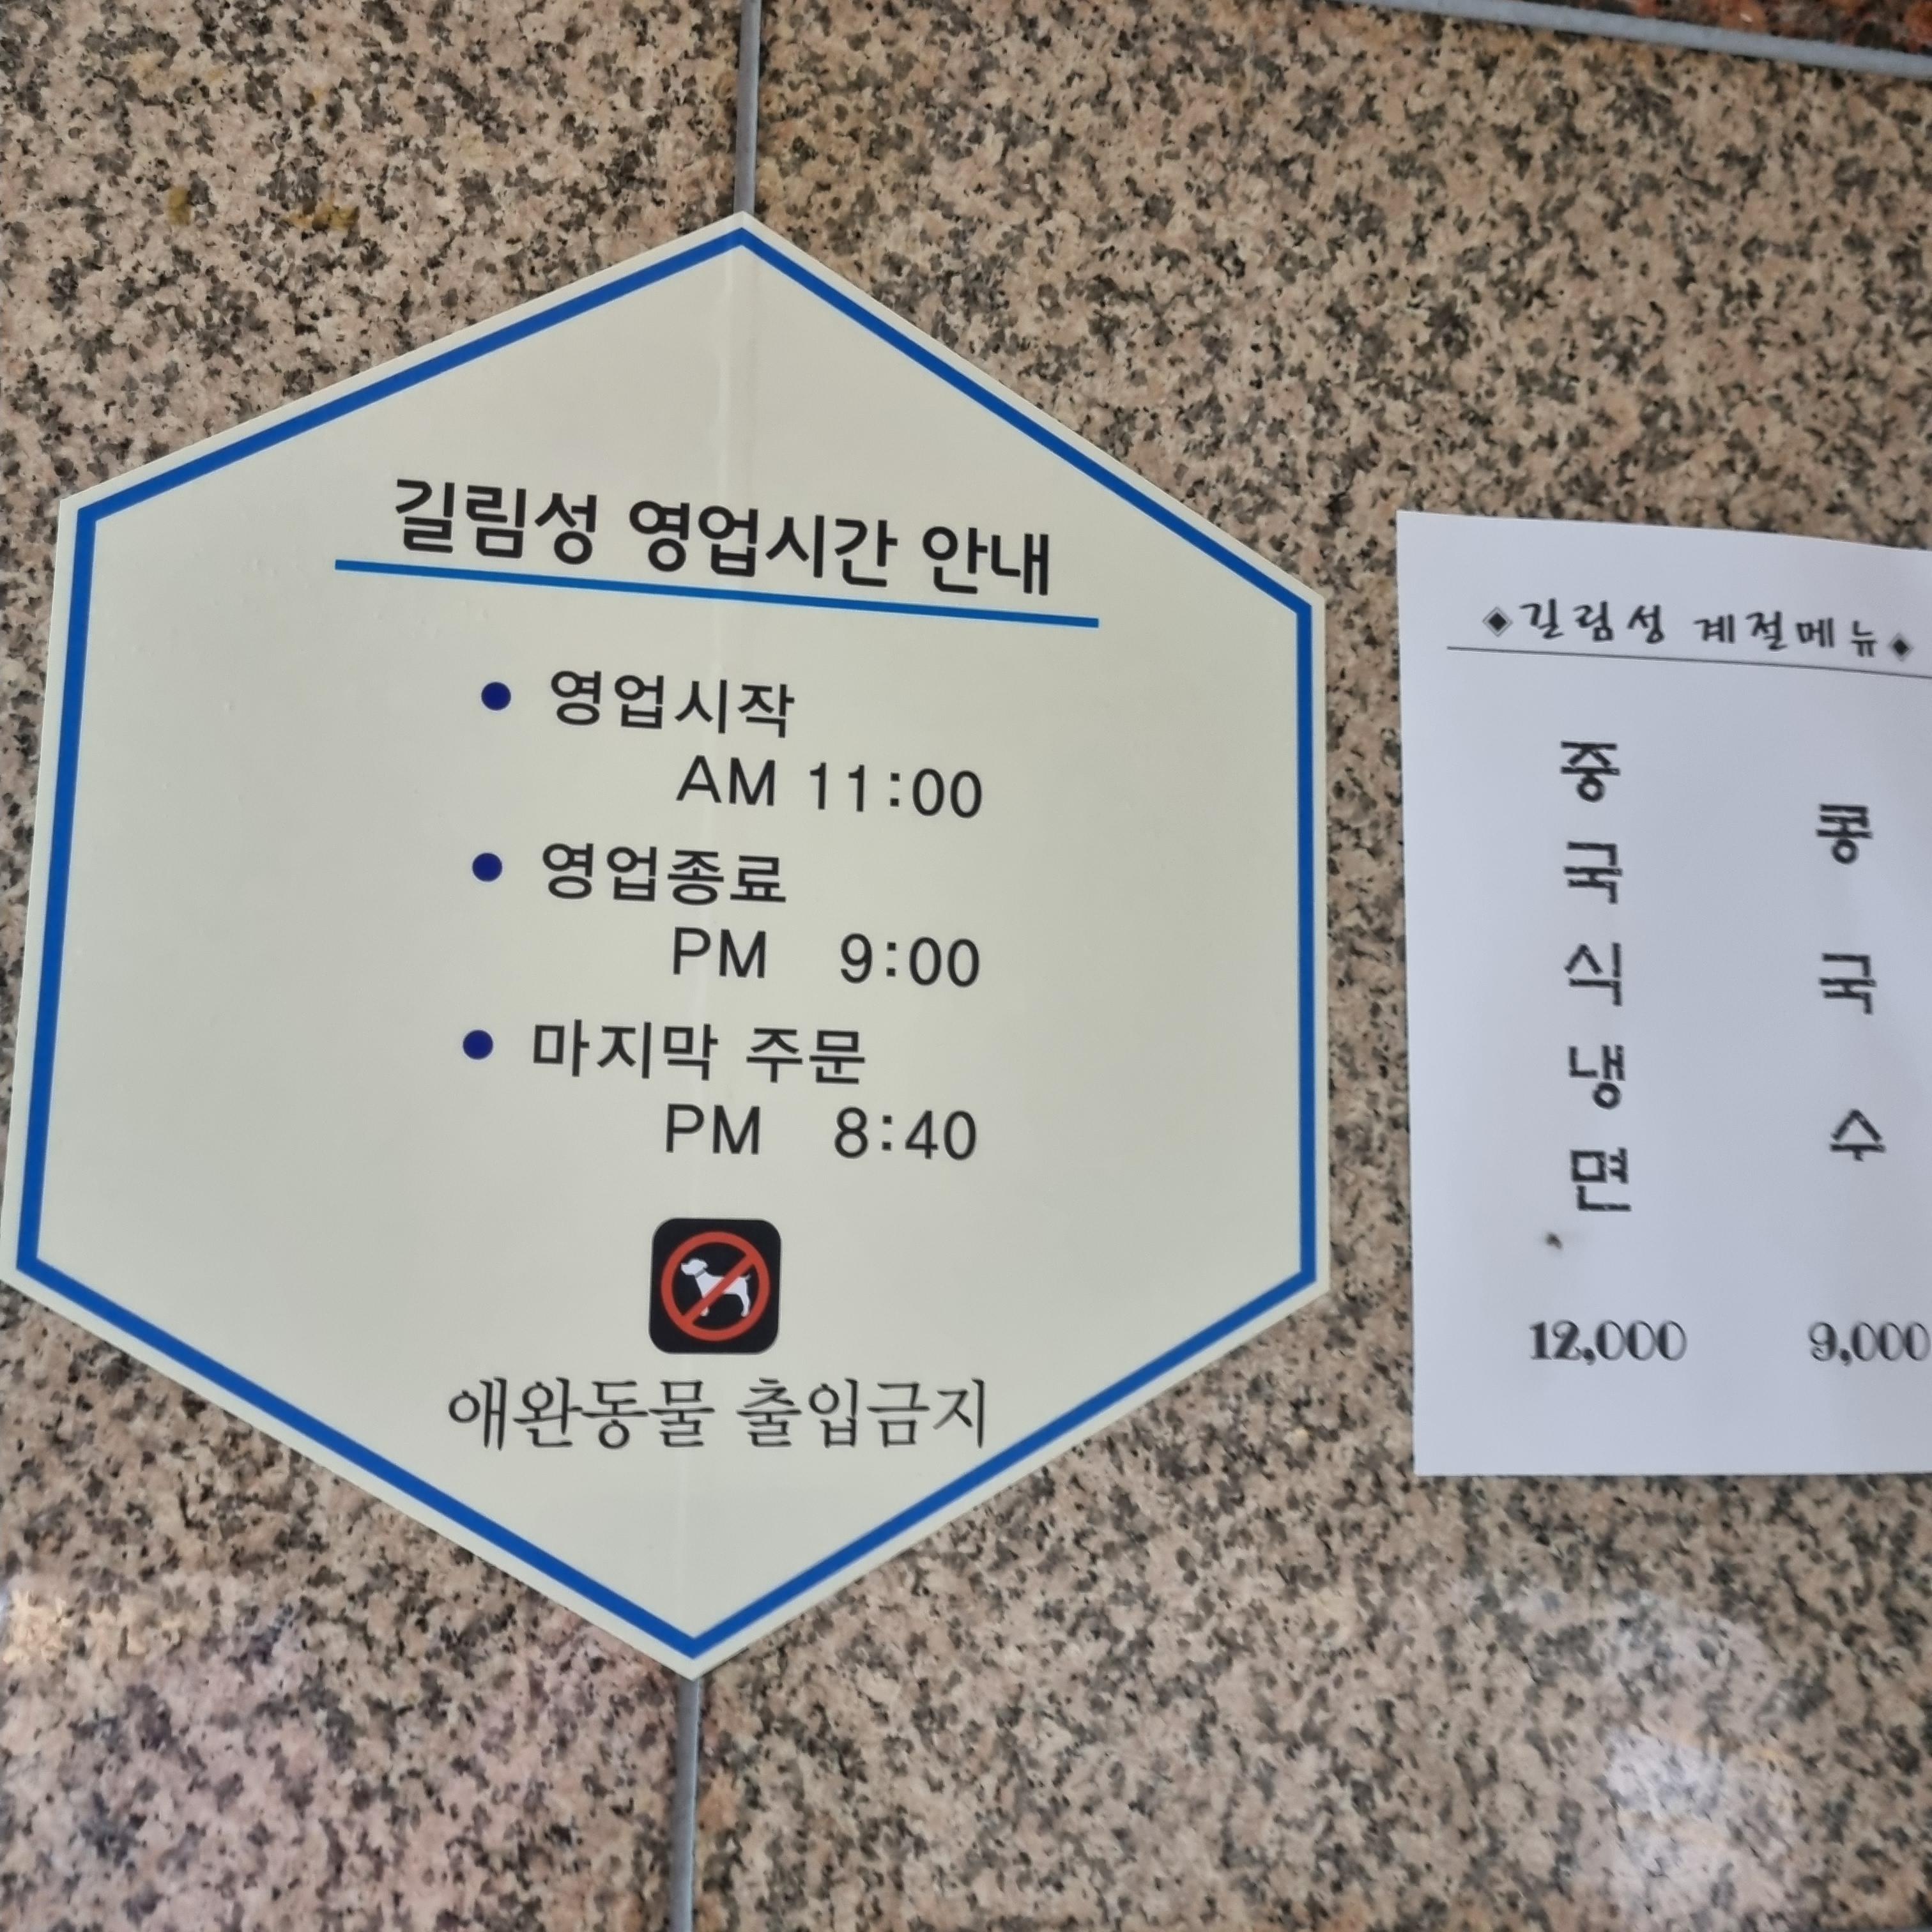 길림성 영업시간 안내
영업시작
AM 11:00
영업종료
PM 9:00
마지막 주문
PM 8:40
애완동물 출입금지
◆길림성 계절메뉴◆
중국식냉면
12,000
콩국수
9,000